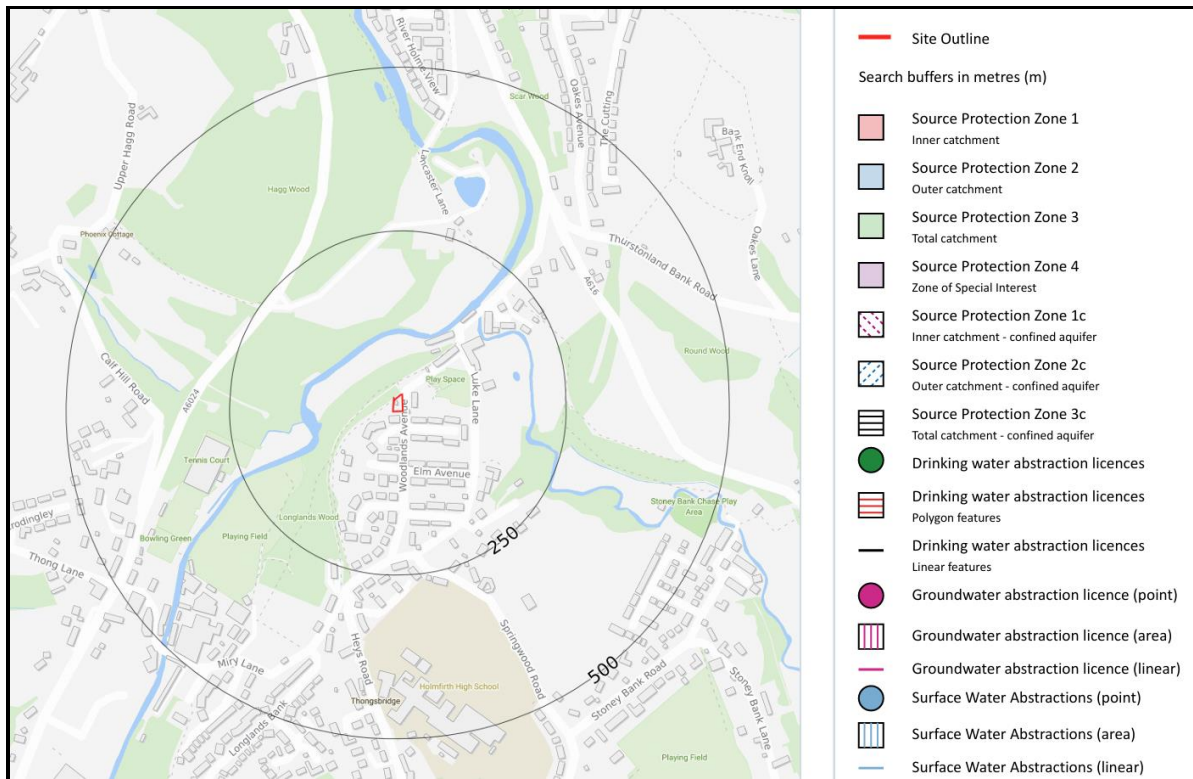 River Holme View
Scar Wood
Oakes Avenue
The Cutting
Upper Hagg Road
Lancaster Lane
Bank End Knoll
Hagg Wood
Phoenix Cottage
Oakes Lane
Thurstonland Bank Road
A616
Calf Hill Road
A6024
Round Wood
Play Space
Luke Lane
Woodlands Avenue
Elm Avenue
Tennis Court
Longlands Wood
Stoney Bank Chase Play
Area
Bowling Green
Playing Field
Thong Lane
250
Miry Lane
Heys Road
Springwood Road
500
Holmfirth High School
Thongsbridge
Stoney Bank Road
Stoney Bank Lane
Longlands Bank
Playing Field
Site Outline
Search buffers in metres (m)
Source Protection Zone 1
Inner catchment
Source Protection Zone 2
Outer catchment
Source Protection Zone 3
Total catchment
Source Protection Zone 4
Zone of Special Interest
Source Protection Zone 1c
Inner catchment - confined aquifer
Source Protection Zone 2c
Outer catchment - confined aquifer
Source Protection Zone 3c
Total catchment - confined aquifer
Drinking water abstraction licences
Drinking water abstraction licences
Polygon features
Drinking water abstraction licences
Linear features
Groundwater abstraction licence (point)
Groundwater abstraction licence (area)
Groundwater abstraction licence (linear)
Surface Water Abstractions (point)
Surface Water Abstractions (area)
Surface Water Abstractions (linear)